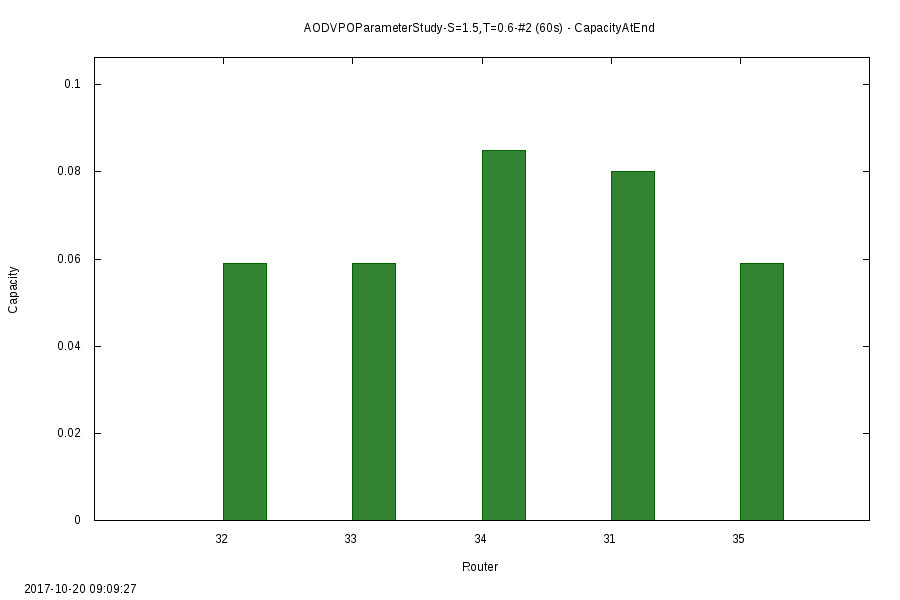 AODVPOParameterStudy-S=1.5,T=0.6-#2 (60s) - CapacityAtEnd
0.1
0.08
0.06
0.04
0.02
0
Capacity
32 33 34 31 35
Router
2017-10-20 09:09:27